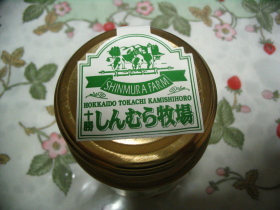 SHINMURA FARM
HOKKAIDO TOKACHI KAMISHIHORO
十勝しんむら牧場